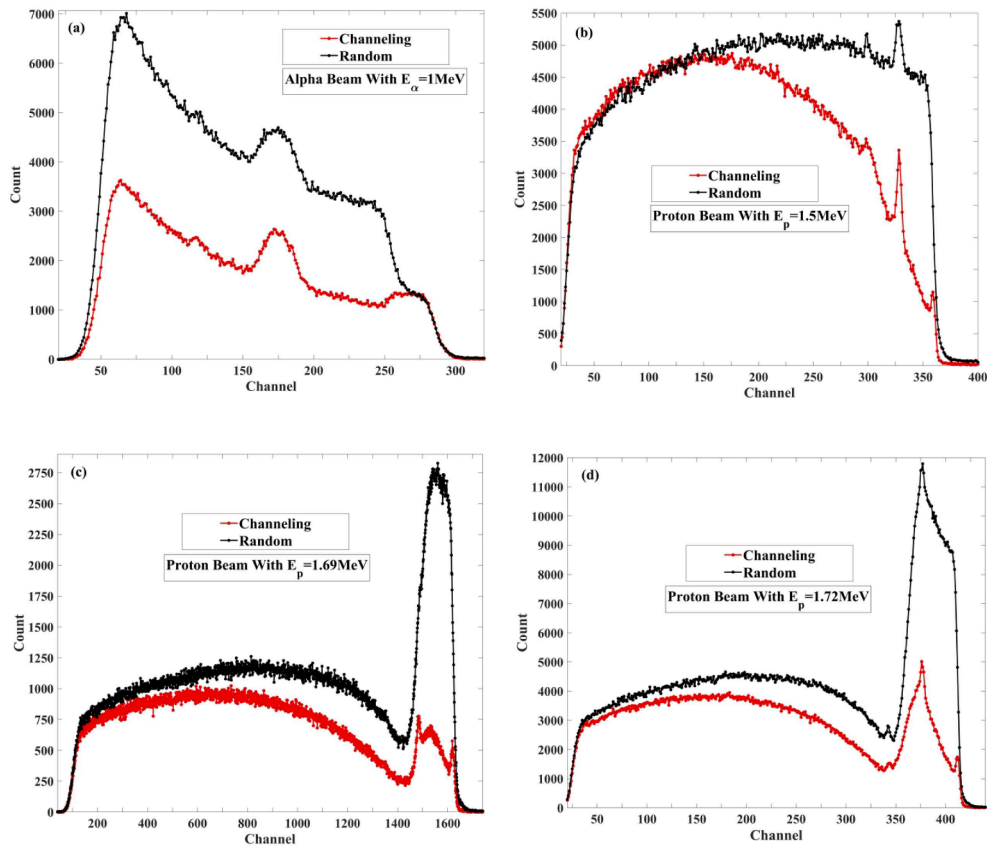 (a)
Channeling
Random
Alpha Beam With Eα=1MeV
Count
7000
6000
5000
4000
3000
2000
1000
0
50 100 150 200 250 300
Channel
(b)
Channeling
Random
Proton Beam With Ep=1.5MeV
Count
5500
5000
4500
4000
3500
3000
2500
2000
1500
1000
500
0
50 100 150 200 250 300 350 400
Channel
(c)
Channeling
Random
Proton Beam With Ep=1.69MeV
Count
2750
2500
2250
2000
1750
1500
1250
1000
750
500
250
0
200 400 600 800 1000 1200 1400 1600
Channel
(d)
Channeling
Random
Proton Beam With Ep=1.72MeV
Count
12000
11000
10000
9000
8000
7000
6000
5000
4000
3000
2000
1000
0
50 100 150 200 250 300 350 400
Channel